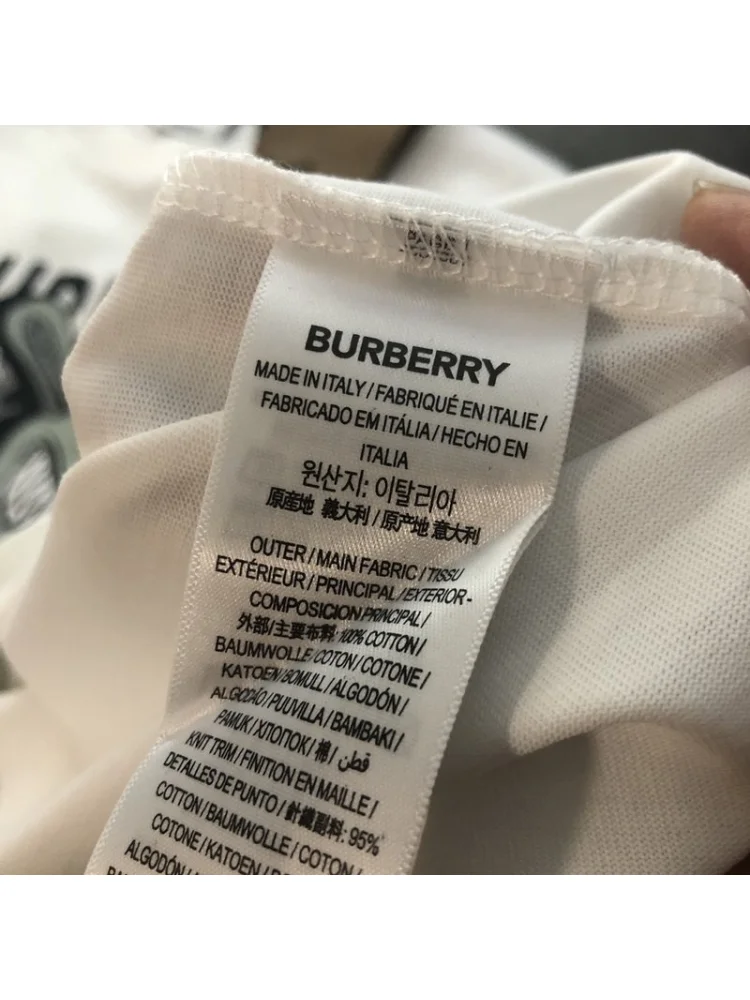 BURBERRY
MADE IN ITALY / FABRIQUÉ EN ITALIE /
FABRICADO EM ITÁLIA / HECHO EN
ITALIA
원산지: 이탈리아
原産地 義大利 / 原产地 意大利
OUTER / MAIN FABRIC / TISSU
EXTÉRIEUR / PRINCIPAL / EXTERIOR-
COMPOSICION PRINCIPAL /
外部/主要布料: 100% COTTON /
BAUMWOLLE / COTON / COTONE /
KATOEN / BOMULL / ALGODÓN /
ALGODÃO / PUUVILLA / BAMBAKI /
PAMUK / ХЛОПОК / 棉 / قطن
KNIT TRIM / FINITION EN MAILLE /
DETALLES DE PUNTO / 針織副料: 95%
COTTON / BAUMWOLLE / COTON /
COTONE / KATOEN / BOMULL /
ALGODÓN /